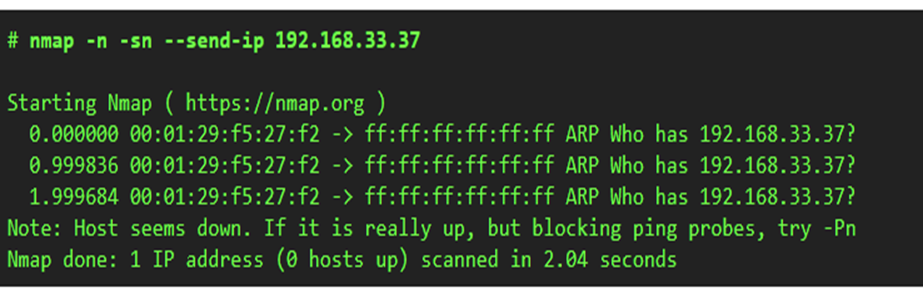 # nmap -n -sn --send-ip 192.168.33.37
Starting Nmap ( https://nmap.org )
0.000000 00:01:29:f5:27:f2 -> ff:ff:ff:ff:ff:ff ARP Who has 192.168.33.37?
0.999836 00:01:29:f5:27:f2 -> ff:ff:ff:ff:ff:ff ARP Who has 192.168.33.37?
1.999684 00:01:29:f5:27:f2 -> ff:ff:ff:ff:ff:ff ARP Who has 192.168.33.37?
Note: Host seems down. If it is really up, but blocking ping probes, try -Pn
Nmap done: 1 IP address (0 hosts up) scanned in 2.04 seconds